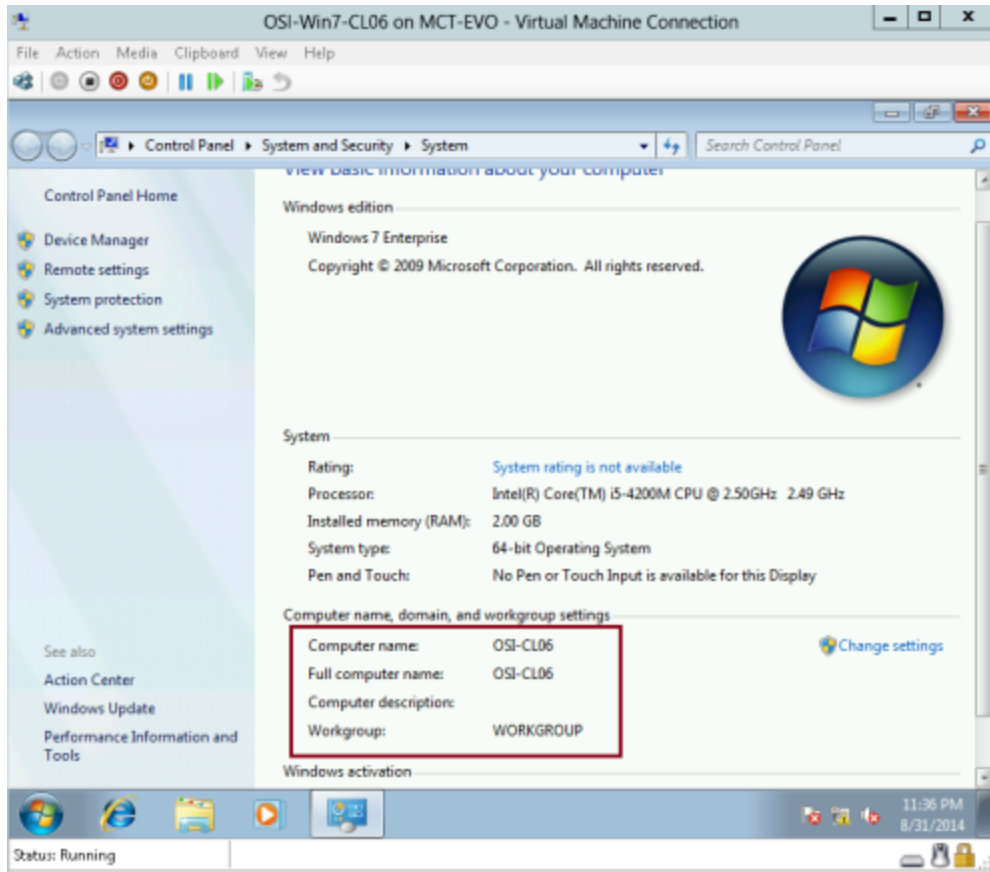 OSI-Win7-CL06 on MCT-EVO - Virtual Machine Connection
File Action Media Clipboard View Help
Control Panel System and Security System
Search Control Panel
View basic information about your computer
Control Panel Home
Windows edition
Device Manager
Windows 7 Enterprise
Remote settings
Copyright © 2009 Microsoft Corporation. All rights reserved.
System protection
Advanced system settings
System
Rating: System rating is not available
Processor: Intel(R) Core(TM) i5-4200M CPU @ 2.50GHz 2.49 GHz
Installed memory (RAM): 2.00 GB
System type: 64-bit Operating System
Pen and Touch: No Pen or Touch Input is available for this Display
Computer name, domain, and workgroup settings
See also
Computer name: OSI-CL06
Change settings
Action Center
Full computer name: OSI-CL06
Windows Update
Computer description:
Performance Information and
Tools
Workgroup: WORKGROUP
Windows activation
11:36 PM
8/31/2014
Status: Running